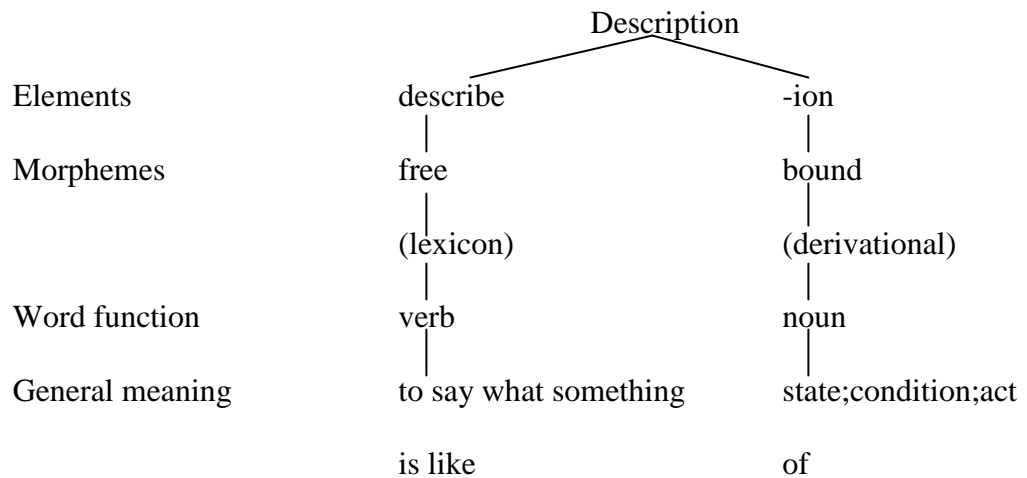 Description
Elements describe -ion
Morphemes free bound
(lexicon) (derivational)
Word function verb noun
General meaning to say what something state;condition;act
is like of